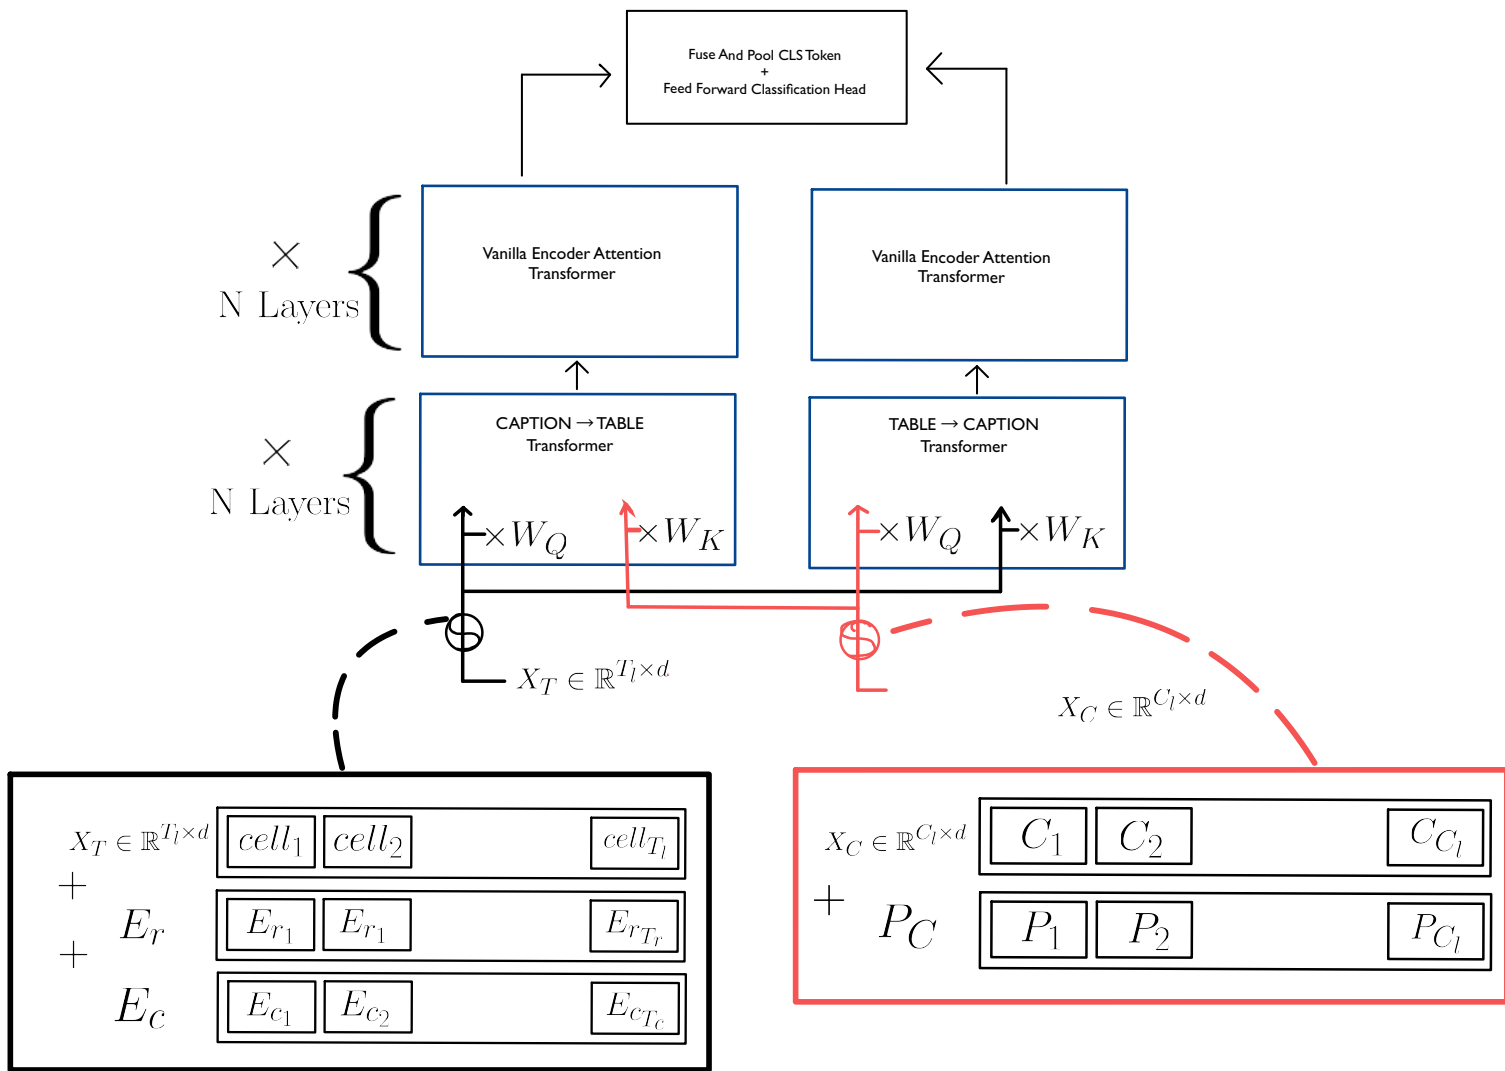 Fuse And Pool CLS Token
+
Feed Forward Classification Head
Vanilla Encoder Attention
Transformer
Vanilla Encoder Attention
Transformer
×
N Layers
CAPTION → TABLE
Transformer
TABLE → CAPTION
Transformer
×
N Layers
×W_Q
×W_K
×W_Q
×W_K
X_T ∈ ℝ^{T_l×d}
X_C ∈ ℝ^{C_l×d}
X_T ∈ ℝ^{T_l×d} cell_1 cell_2 cell_{T_l}
+
E_r E_{r_1} E_{r_1} E_{r_{T_r}}
+
E_c E_{c_1} E_{c_2} E_{c_{T_c}}
X_C ∈ ℝ^{C_l×d} C_1 C_2 C_{C_l}
+
P_C P_1 P_2 P_{C_l}